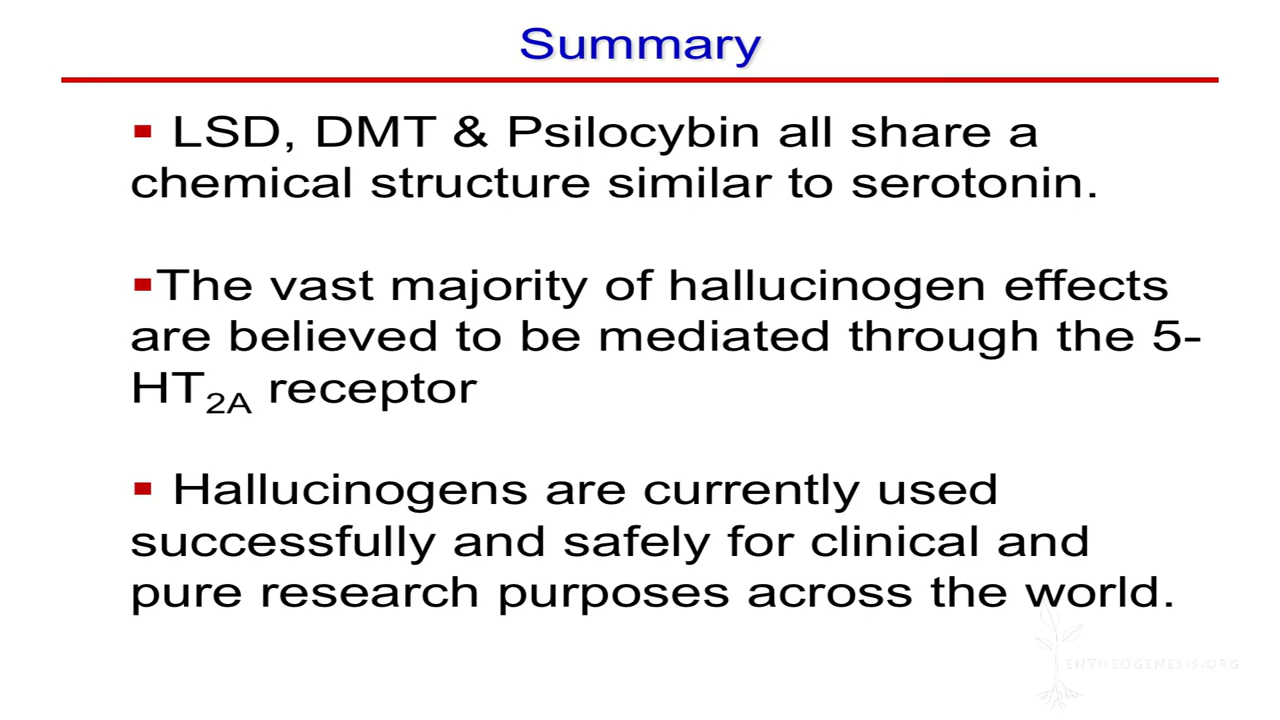 Summary
▪ LSD, DMT & Psilocybin all share a
chemical structure similar to serotonin.
▪The vast majority of hallucinogen effects
are believed to be mediated through the 5-
HT2A receptor
▪ Hallucinogens are currently used
successfully and safely for clinical and
pure research purposes across the world.
ENTHEOGENESIS.ORG